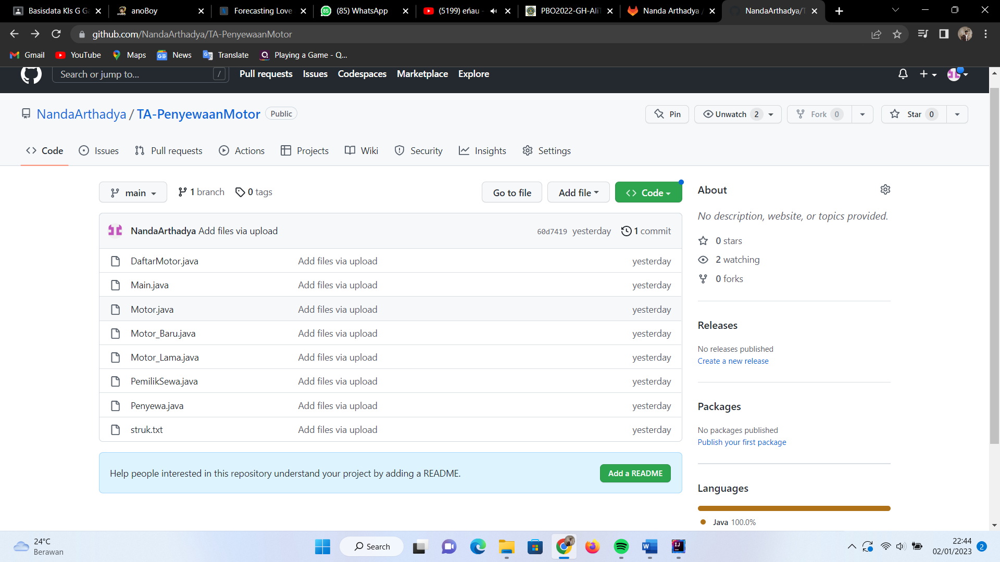 Basisdata Kls G Ga
anoBoy
Forecasting Love
(85) WhatsApp
(5199) eńau -
PBO2022-GH-AliT
Nanda Arthadya /
NandaArthadya/T
github.com/NandaArthadya/TA-PenyewaanMotor
Gmail
YouTube
Maps
News
Translate
Playing a Game - Q...
Search or jump to...
/
Pull requests
Issues
Codespaces
Marketplace
Explore
NandaArthadya / TA-PenyewaanMotor
Public
Pin
Unwatch 2
Fork 0
Star 0
Code
Issues
Pull requests
Actions
Projects
Wiki
Security
Insights
Settings
main
1 branch
0 tags
Go to file
Add file
Code
NandaArthadya Add files via upload
60d7419 yesterday
1 commit
DaftarMotor.java Add files via upload yesterday
Main.java Add files via upload yesterday
Motor.java Add files via upload yesterday
Motor_Baru.java Add files via upload yesterday
Motor_Lama.java Add files via upload yesterday
PemilikSewa.java Add files via upload yesterday
Penyewa.java Add files via upload yesterday
struk.txt Add files via upload yesterday
Help people interested in this repository understand your project by adding a README.
Add a README
About
No description, website, or topics provided.
0 stars
2 watching
0 forks
Releases
No releases published
Create a new release
Packages
No packages published
Publish your first package
Languages
Java 100.0%
24°C
Berawan
Search
22:44
02/01/2023
2